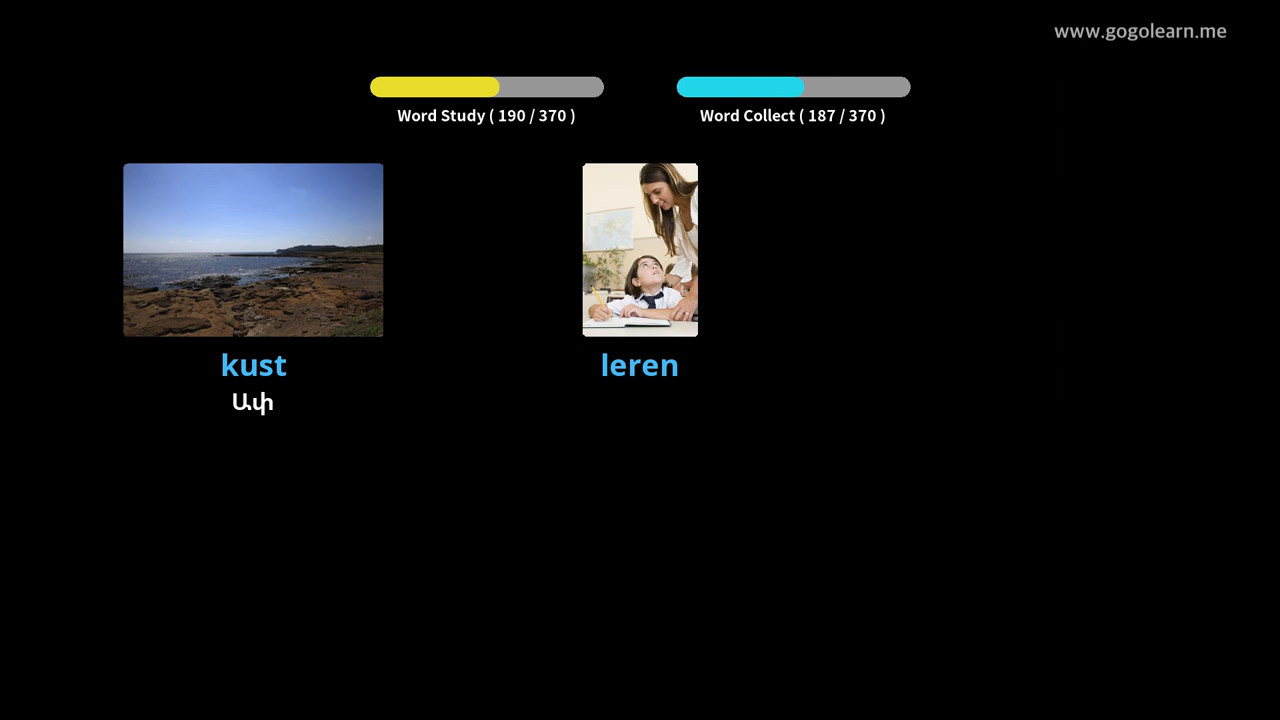 www.gogolearn.me
Word Study ( 190 / 370 )
Word Collect ( 187 / 370 )
kust
Ափ
leren